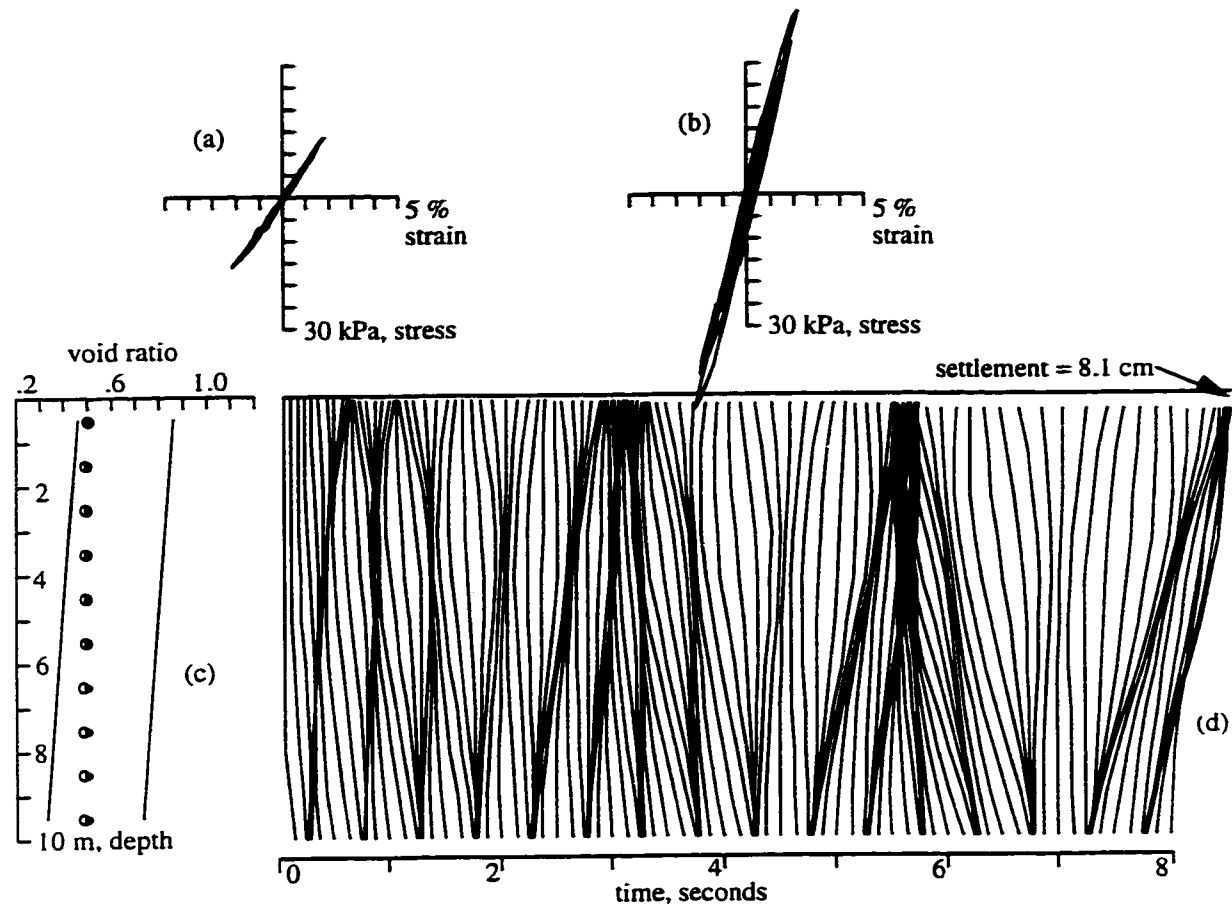 (a)
5 %
strain
30 kPa, stress
(b)
5 %
strain
30 kPa, stress
void ratio
.2 .6 1.0
2
4
6
8
10 m, depth
(c)
settlement = 8.1 cm
(d)
0 2 4 6 8
time, seconds